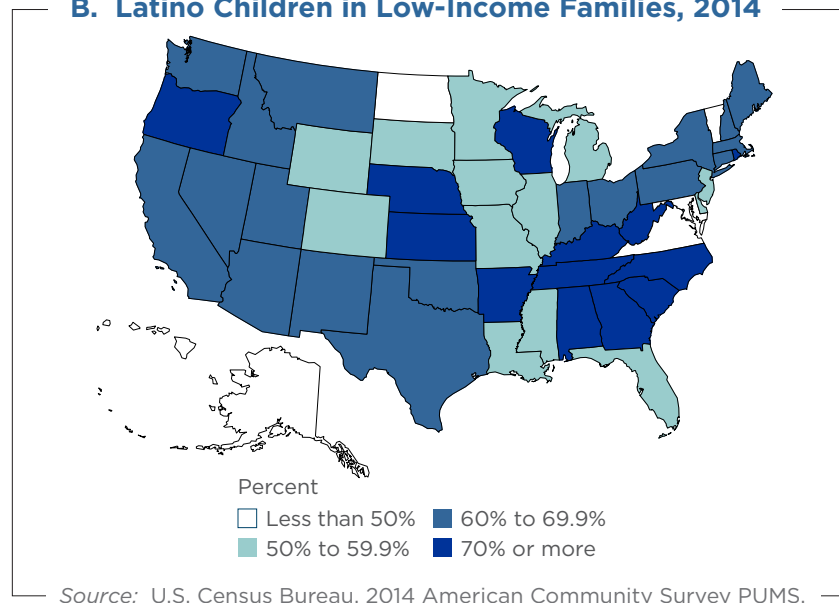 B. Latino Children in Low-Income Families, 2014
Percent
Less than 50%
60% to 69.9%
50% to 59.9%
70% or more
Source: U.S. Census Bureau, 2014 American Community Survey PUMS.